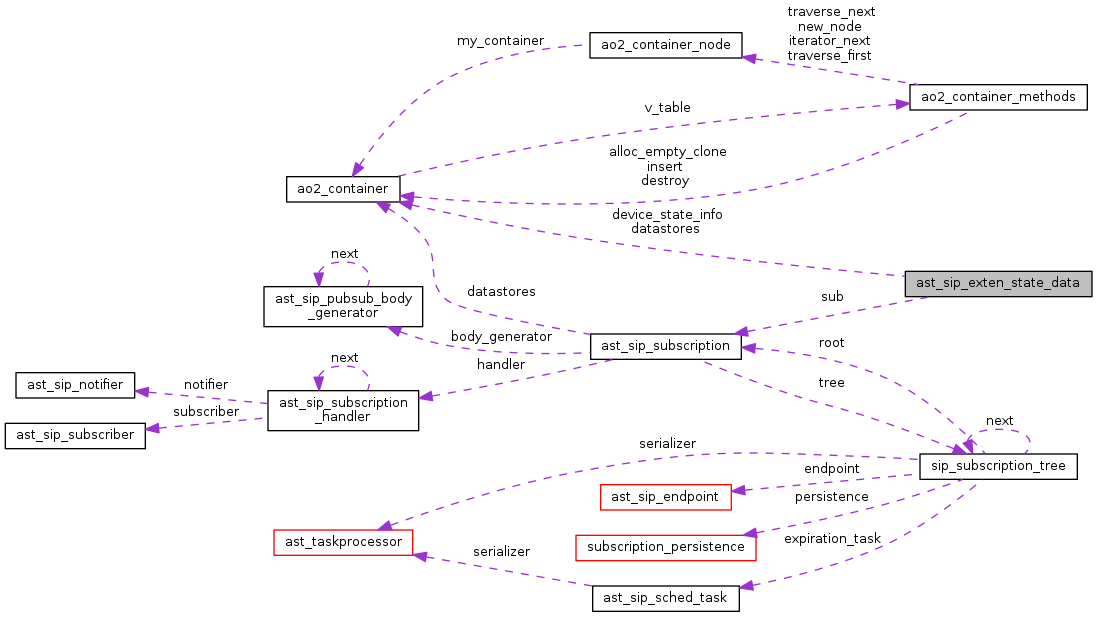 traverse_next
new_node
iterator_next
traverse_first
my_container
ao2_container_node
ao2_container_methods
v_table
alloc_empty_clone
insert
destroy
ao2_container
device_state_info
datastores
next
ast_sip_exten_state_data
ast_sip_pubsub_body
_generator
datastores
sub
body_generator
ast_sip_subscription
root
handler
next
tree
ast_sip_notifier
notifier
ast_sip_subscription
_handler
subscriber
ast_sip_subscriber
next
serializer
sip_subscription_tree
endpoint
ast_sip_endpoint
persistence
ast_taskprocessor
subscription_persistence
expiration_task
serializer
ast_sip_sched_task